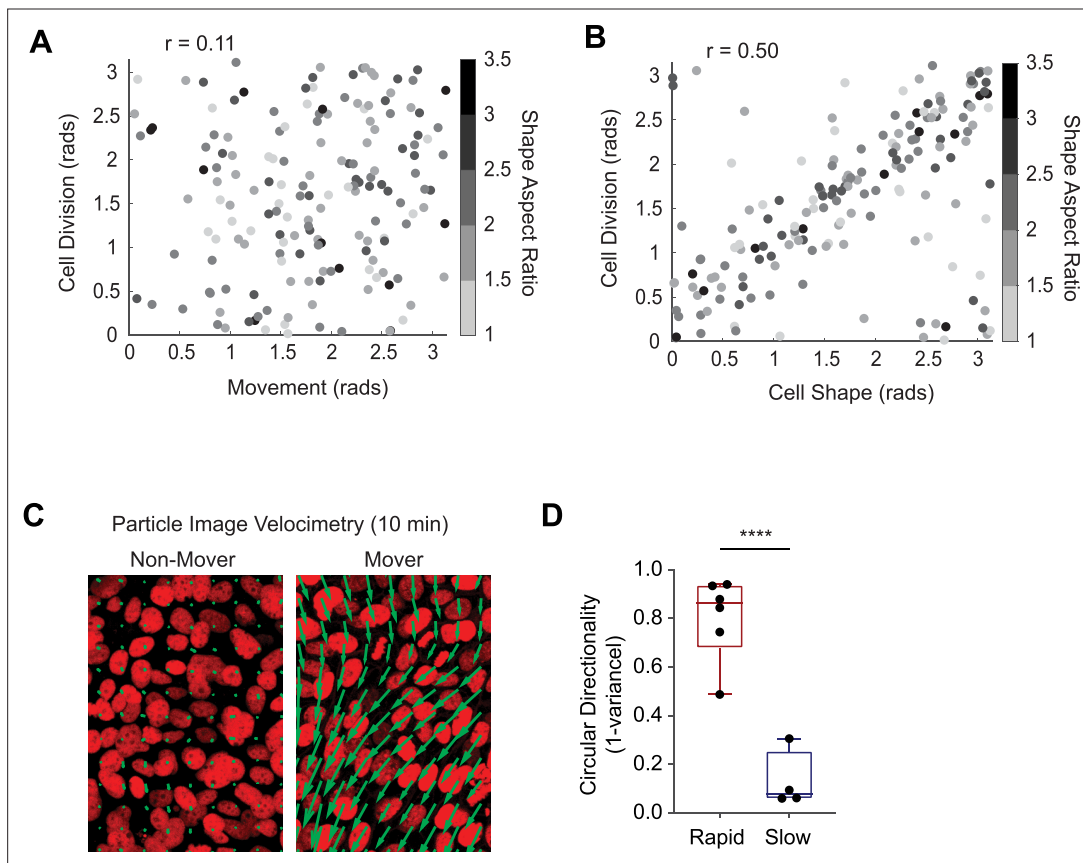 A
r = 0.11
Cell Division (rads)
3
2.5
2
1.5
1
0.5
0
0 0.5 1 1.5 2 2.5 3
Movement (rads)
3.5
3
2.5
2
1.5
1
Shape Aspect Ratio
B
r = 0.50
Cell Division (rads)
3
2.5
2
1.5
1
0.5
0
0 0.5 1 1.5 2 2.5 3
Cell Shape (rads)
3.5
3
2.5
2
1.5
1
Shape Aspect Ratio
C
Particle Image Velocimetry (10 min)
Non-Mover Mover
D
****
Circular Directionality
(1-variancel)
1.0
0.8
0.6
0.4
0.2
0.0
Rapid Slow